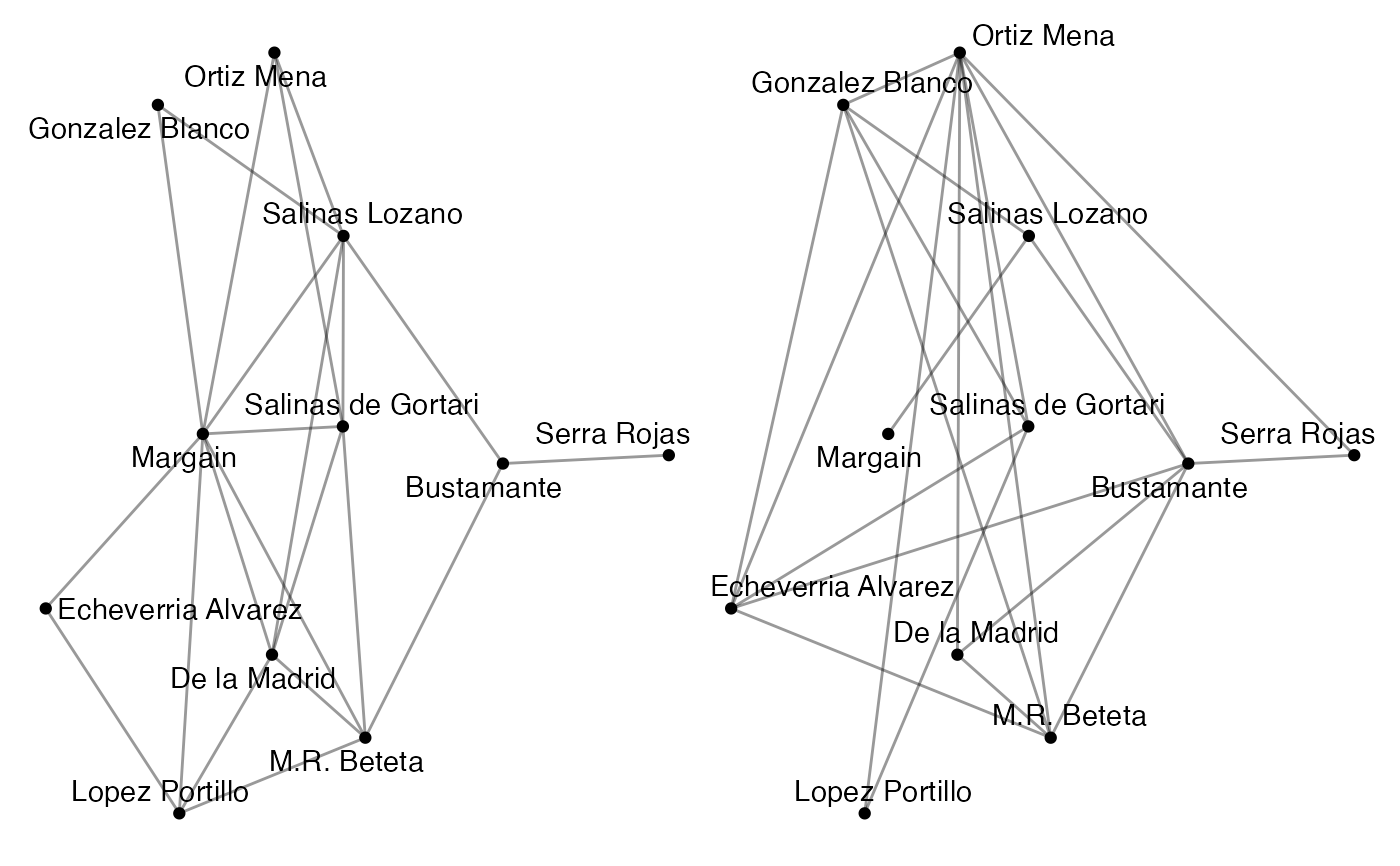 Ortiz Mena
Gonzalez Blanco
Salinas Lozano
Salinas de Gortari
Serra Rojas
Margain
Bustamante
Echeverria Alvarez
De la Madrid
M.R. Beteta
Lopez Portillo
Ortiz Mena
Gonzalez Blanco
Salinas Lozano
Salinas de Gortari
Serra Rojas
Margain
Bustamante
Echeverria Alvarez
De la Madrid
M.R. Beteta
Lopez Portillo